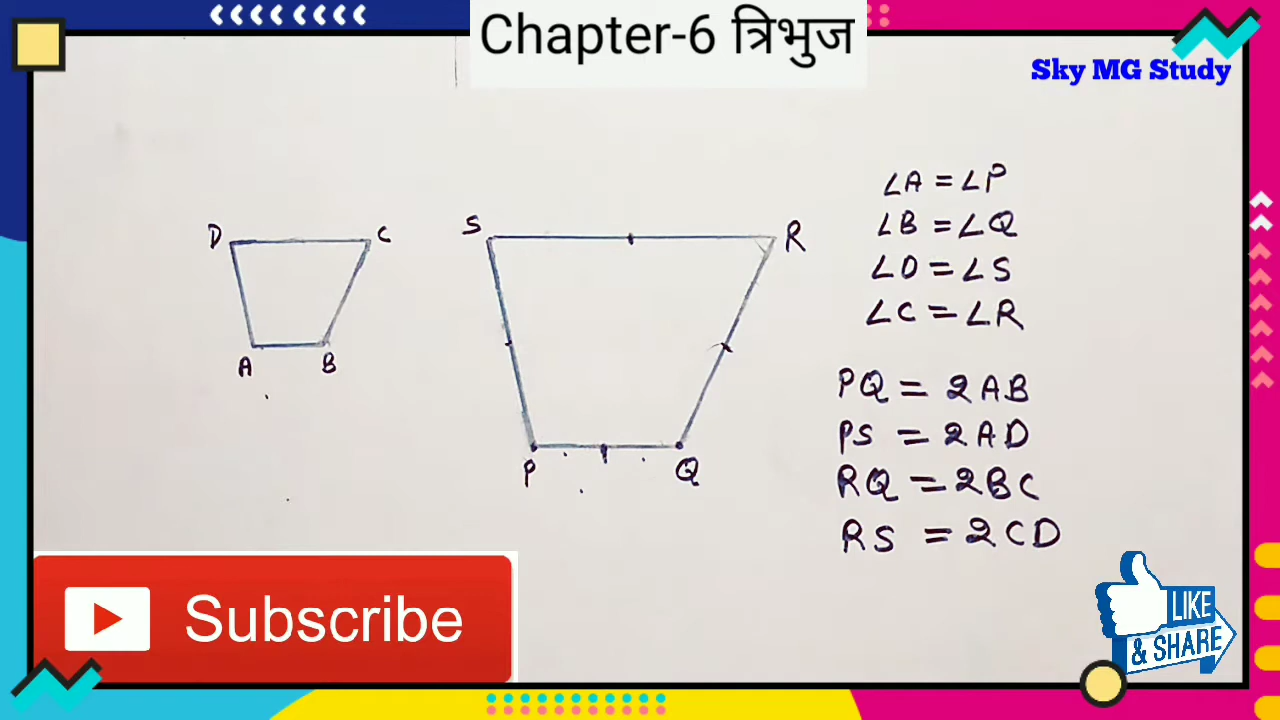 Chapter-6 त्रिभुज
Sky MG Study
D C
A B
S R
P Q
∠A = ∠P
∠B = ∠Q
∠D = ∠S
∠C = ∠R
PQ = 2AB
PS = 2AD
RQ = 2BC
RS = 2CD
Subscribe
LIKE
& SHARE